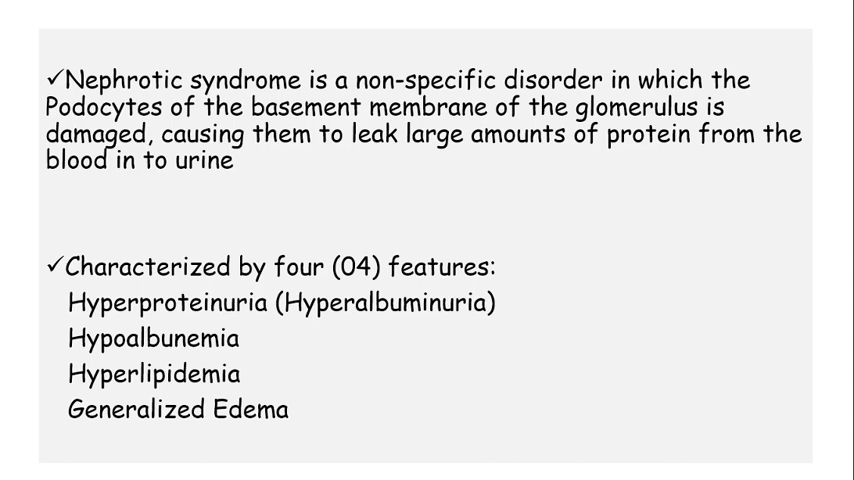 ✓Nephrotic syndrome is a non-specific disorder in which the
Podocytes of the basement membrane of the glomerulus is
damaged, causing them to leak large amounts of protein from the
blood in to urine
✓Characterized by four (04) features:
Hyperproteinuria (Hyperalbuminuria)
Hypoalbunemia
Hyperlipidemia
Generalized Edema